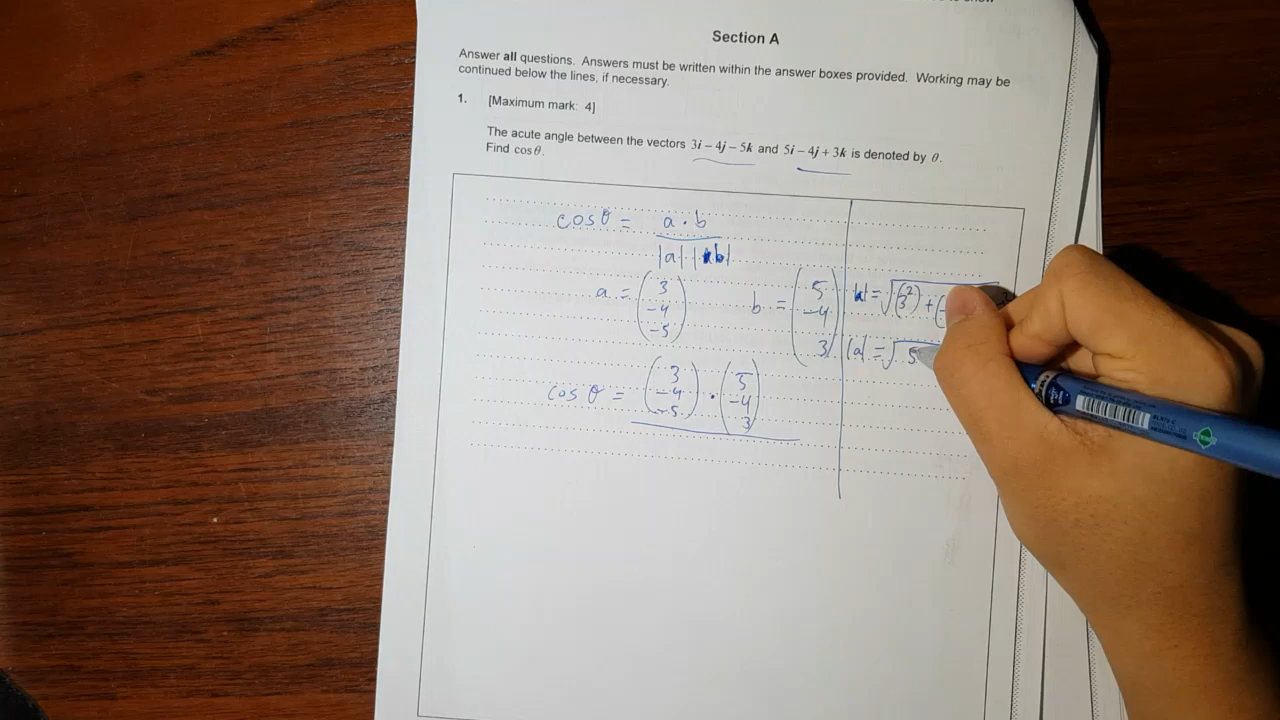 Section A
Answer all questions. Answers must be written within the answer boxes provided. Working may be
continued below the lines, if necessary.
1. [Maximum mark: 4]
The acute angle between the vectors 3i − 4j − 5k and 5i − 4j + 3k is denoted by θ.
Find cos θ.
cos θ = a · b
|a| |b|
a = (3 −4 −5) b = (5 −4 3)
|a| = √(3²) + (
|a| = √5
cos θ = (3 −4 −5) · (5 −4 3)